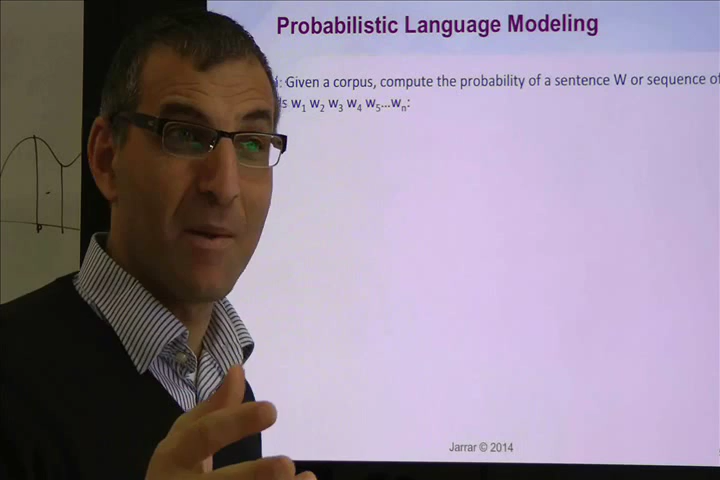 Probabilistic Language Modeling
: Given a corpus, compute the probability of a sentence W or sequence of
s w₁ w₂ w₃ w₄ w₅...wₙ:
Jarrar © 2014